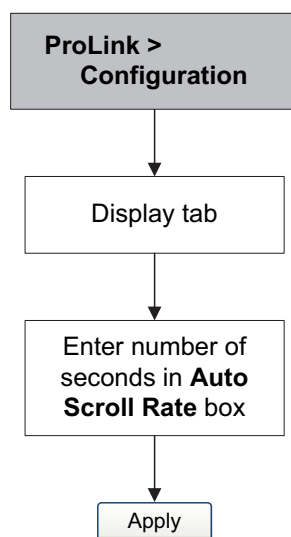 ProLink >
Configuration
Display tab
Enter number of
seconds in Auto
Scroll Rate box
Apply